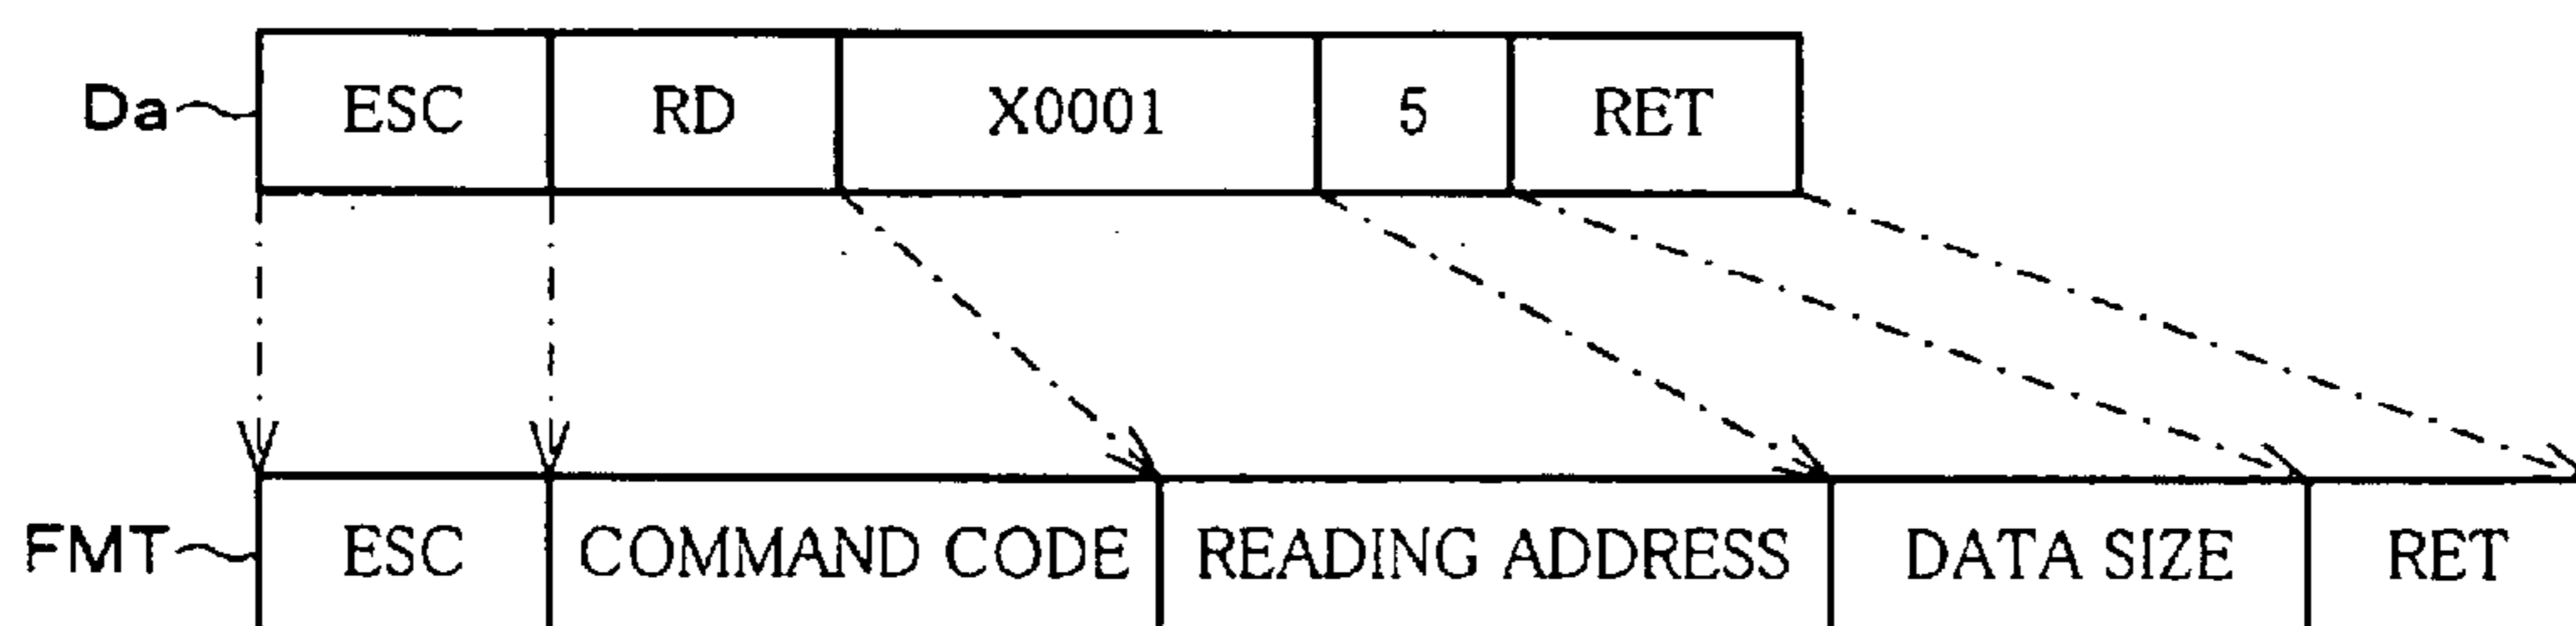 Da ESC RD X0001 5 RET
FMT ESC COMMAND CODE READING ADDRESS DATA SIZE RET